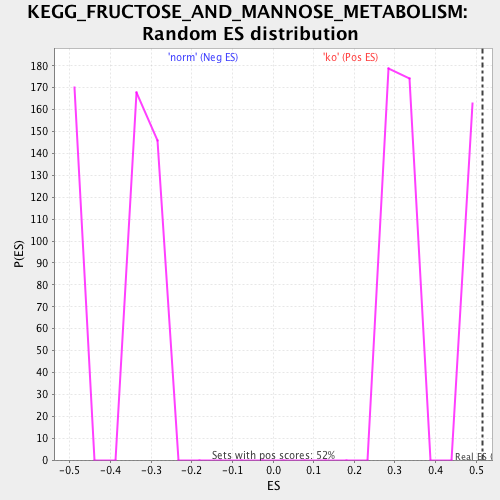 KEGG_FRUCTOSE_AND_MANNOSE_METABOLISM:
Random ES distribution
'norm' (Neg ES) 'ko' (Pos ES)
180
170
160
150
140
130
120
110
100
90
80
70
60
50
40
30
20
10
0
P(ES)
Sets with pos scores: 52%
Real ES (
-0.5 -0.4 -0.3 -0.2 -0.1 0.0 0.1 0.2 0.3 0.4 0.5
ES